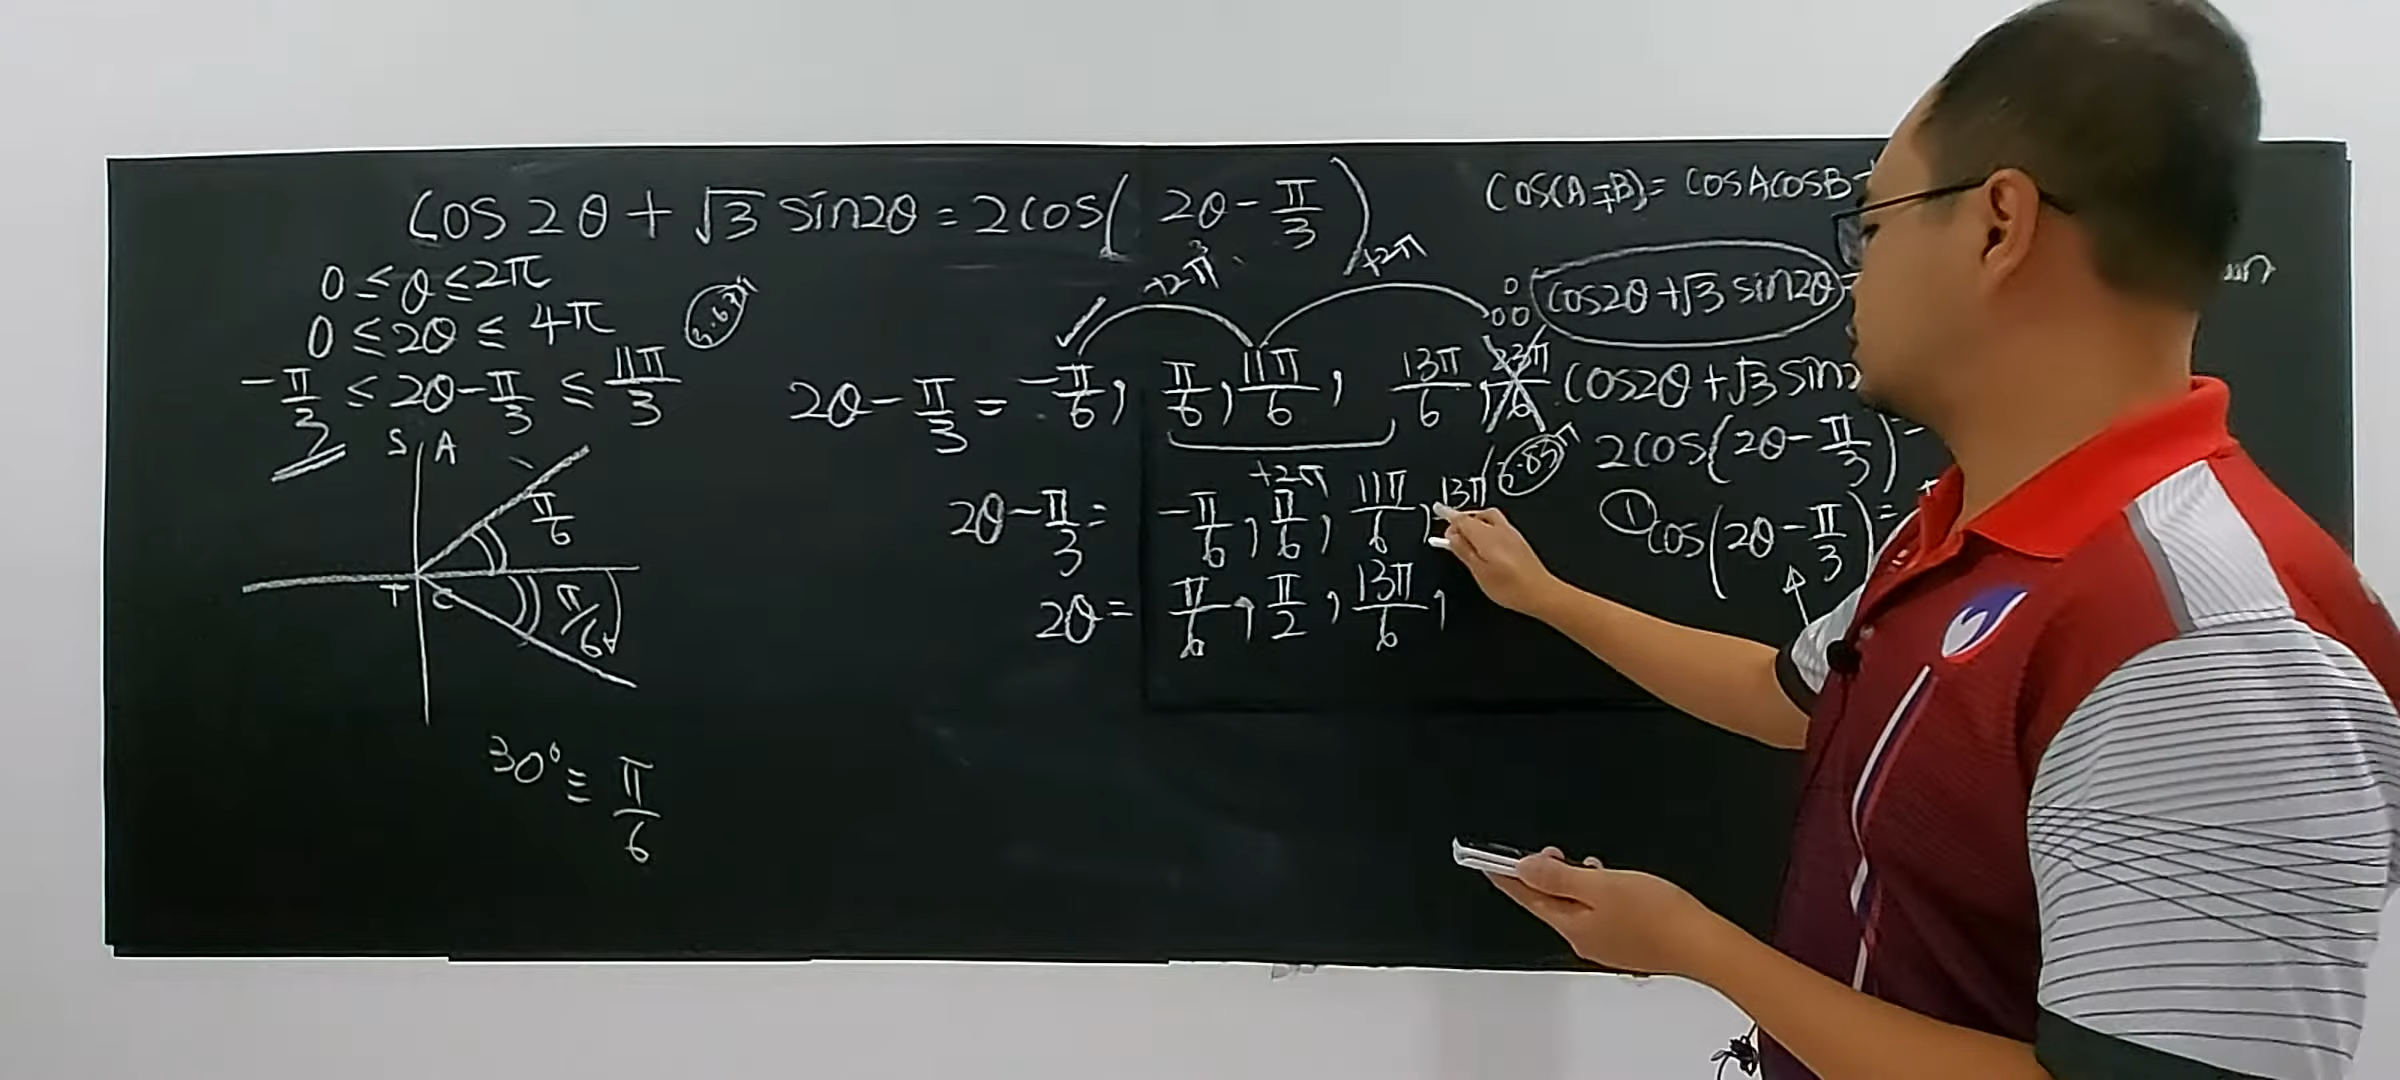 cos 2θ + √3 sin2θ = 2cos( 2θ - π/3 )
0 ≤ θ ≤ 2π
0 ≤ 2θ ≤ 4π
-π/3 ≤ 2θ - π/3 ≤ 11π/3
S A
T C
π/6
π/6
30° ≡ π/6
+2π
+2π
2θ - π/3 = -π/6, π/6, 11π/6, 13π/6, 23π/6
+2π
2θ - π/3 = -π/6, π/6, 11π/6, 13π
2θ = π/6, π/2, 13π/6,
cos(A∓B) = cosAcosB
cos2θ + √3 sin2θ =
cos2θ + √3 sin2
2cos(2θ - π/3) =
① cos(2θ - π/3) =